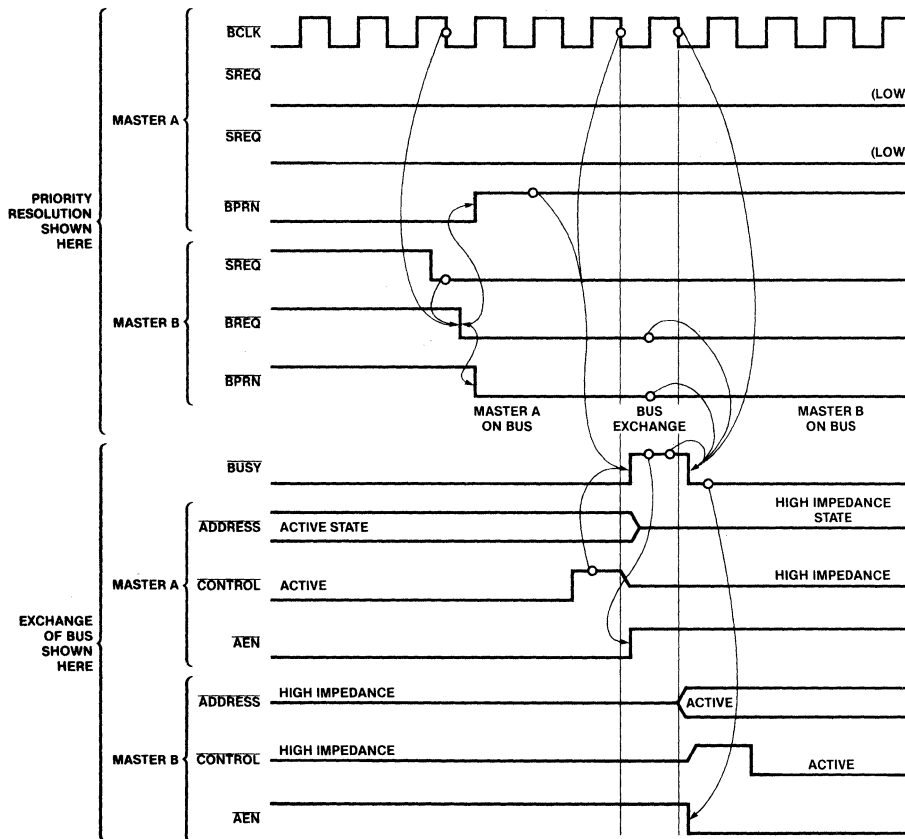 BCLK
SREQ
(LOW
MASTER A
SREQ
(LOW
PRIORITY
RESOLUTION
SHOWN
HERE
BPRN
SREQ
MASTER B
BREQ
BPRN
MASTER A
ON BUS
BUS
EXCHANGE
MASTER B
ON BUS
BUSY
HIGH IMPEDANCE
STATE
ADDRESS
ACTIVE STATE
MASTER A
CONTROL
ACTIVE
HIGH IMPEDANCE
EXCHANGE
OF BUS
SHOWN
HERE
AEN
ADDRESS
HIGH IMPEDANCE
ACTIVE
MASTER B
CONTROL
HIGH IMPEDANCE
ACTIVE
AEN